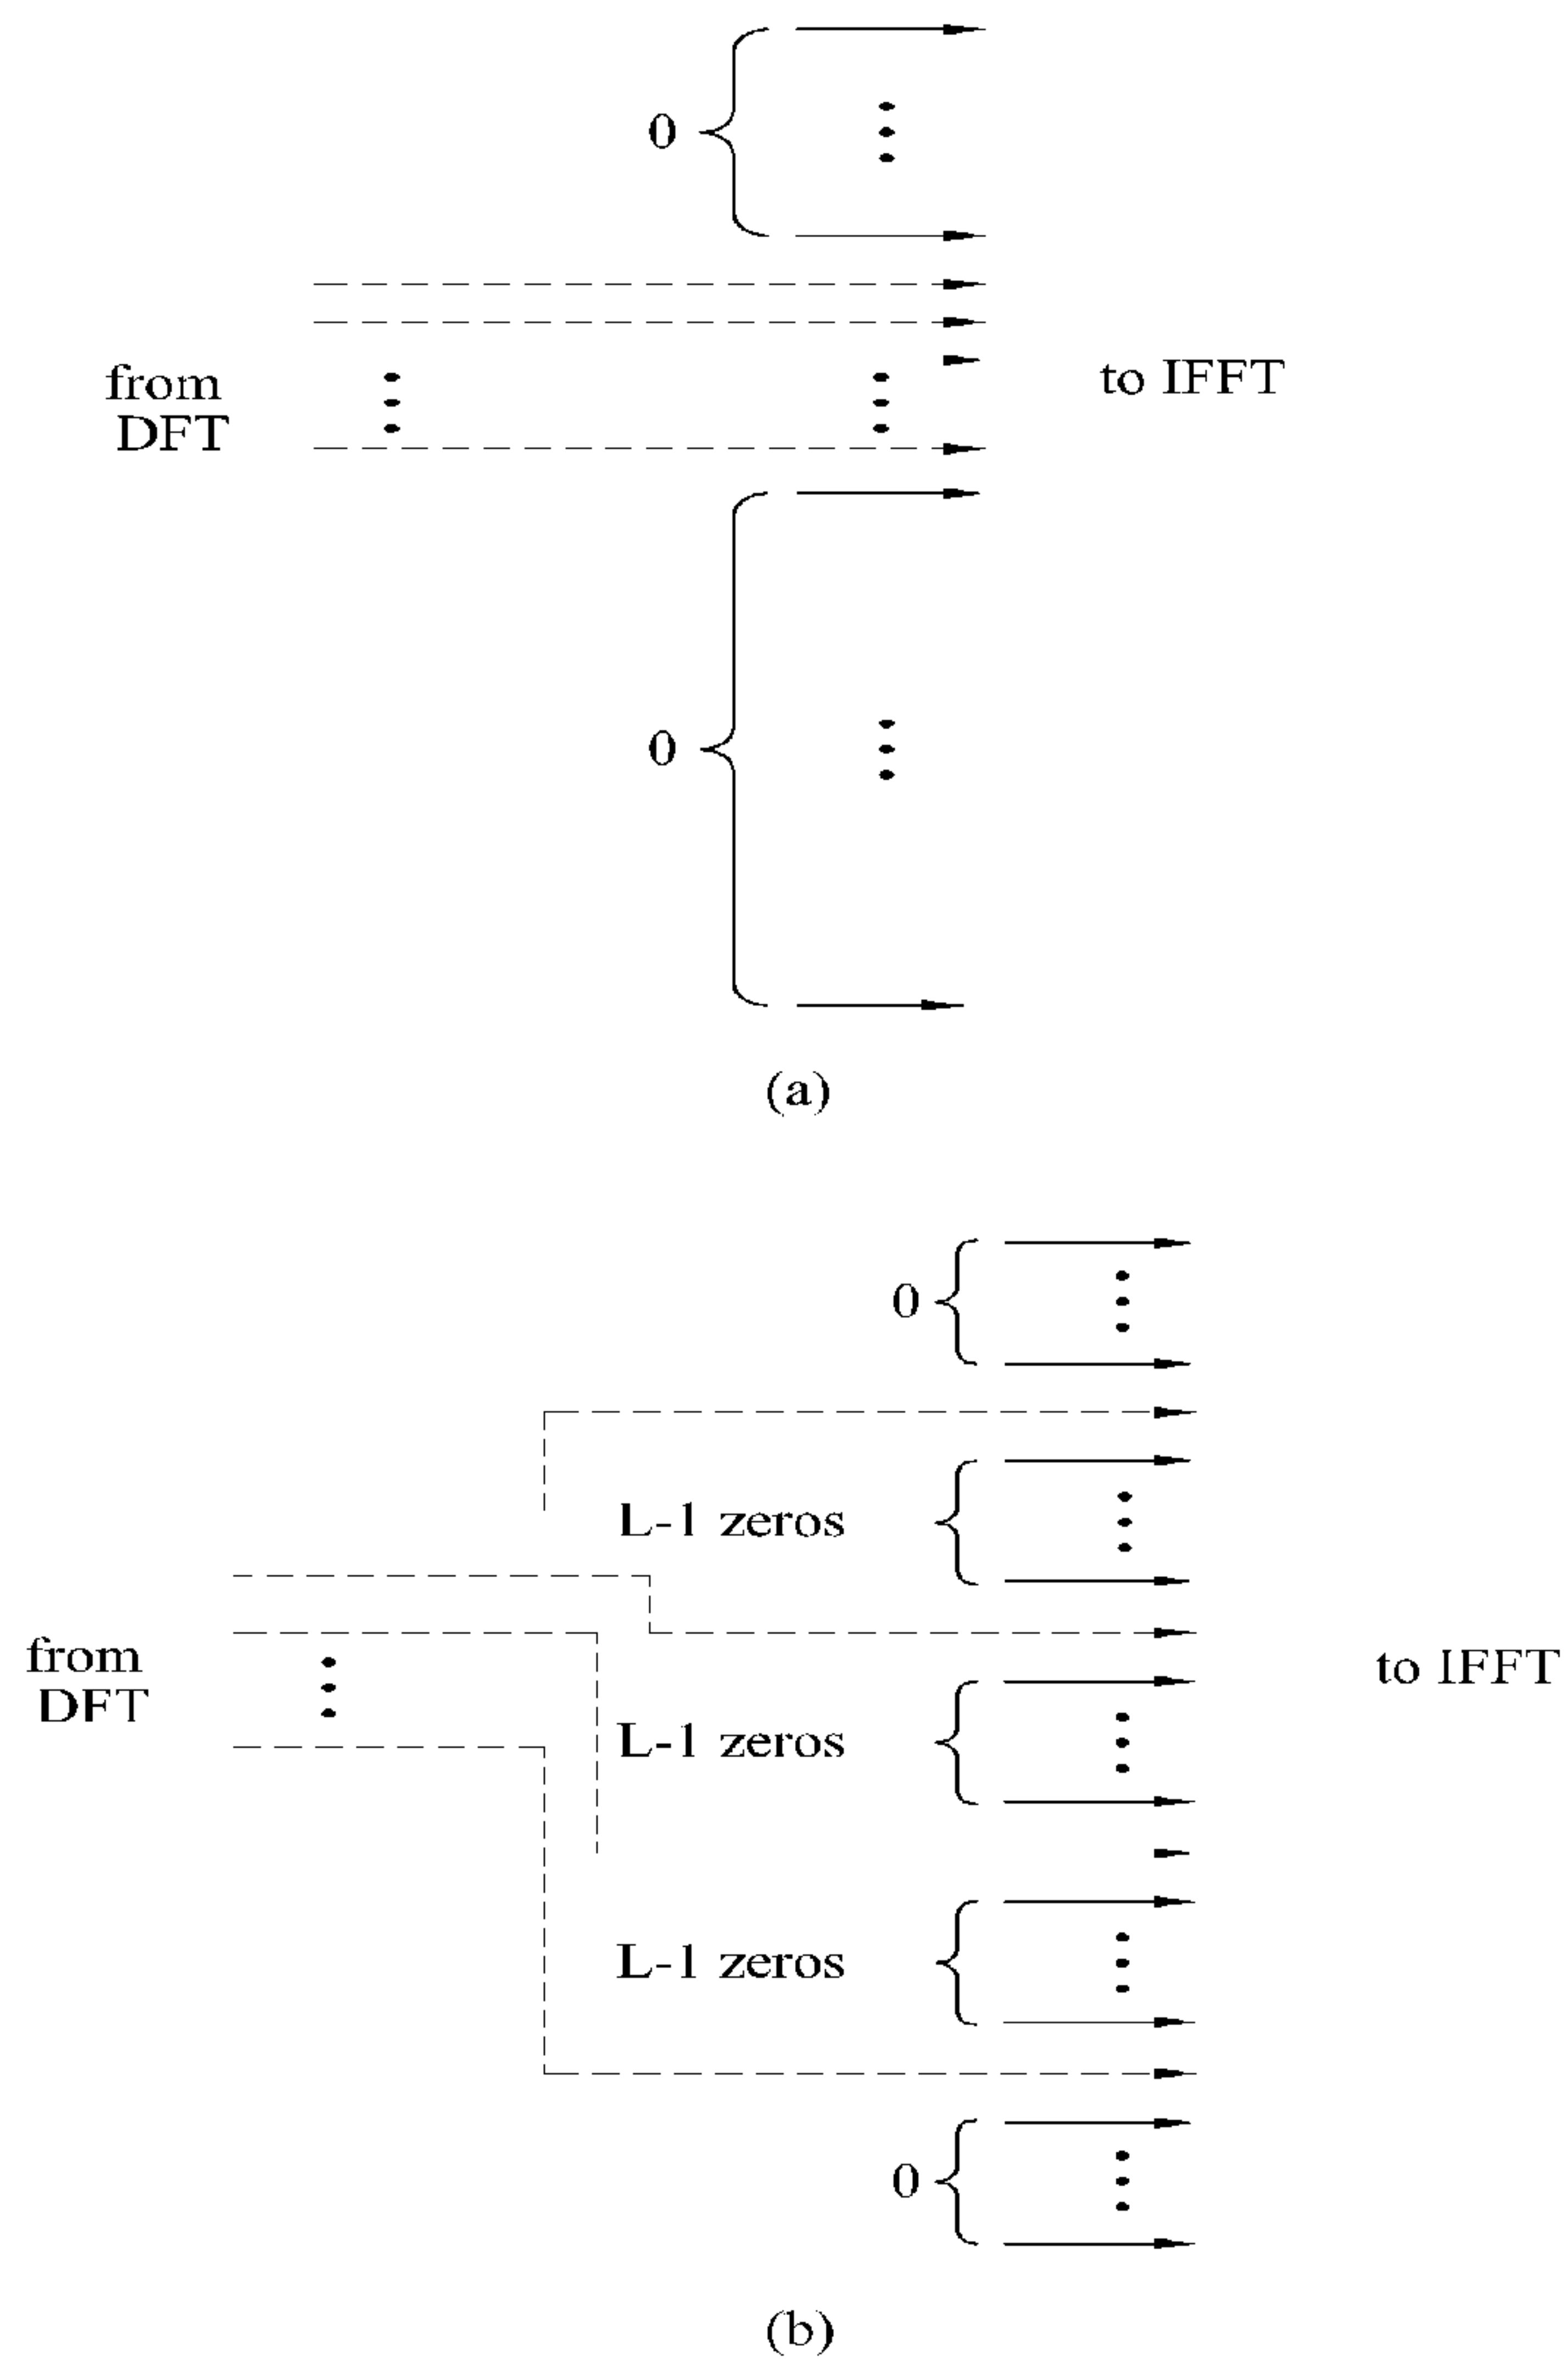 0
from
DFT
to IFFT
0
(a)
0
L-1 zeros
from
DFT
to IFFT
L-1 zeros
L-1 zeros
0
(b)